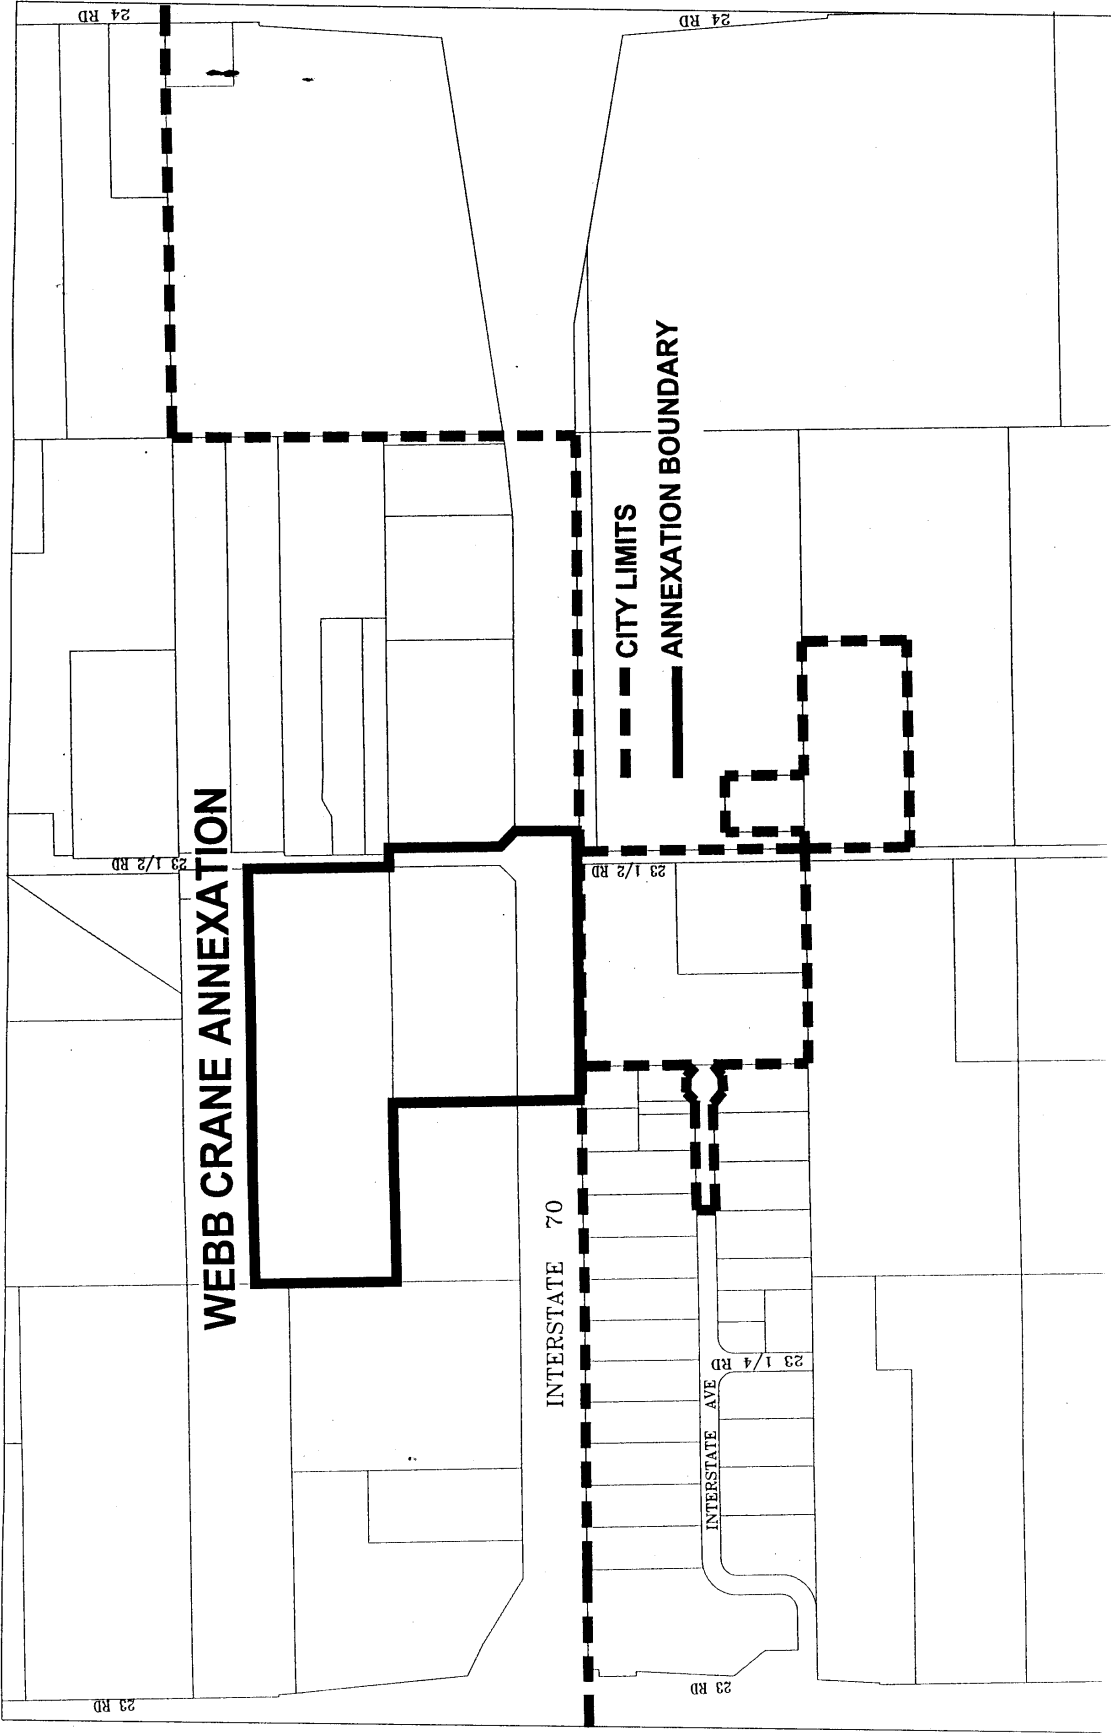 WEBB CRANE ANNEXATION
24 RD
24 RD
23 1/2 RD
23 1/2 RD
CITY LIMITS
ANNEXATION BOUNDARY
INTERSTATE 70
INTERSTATE AVE
23 1/4 RD
23 RD
23 RD